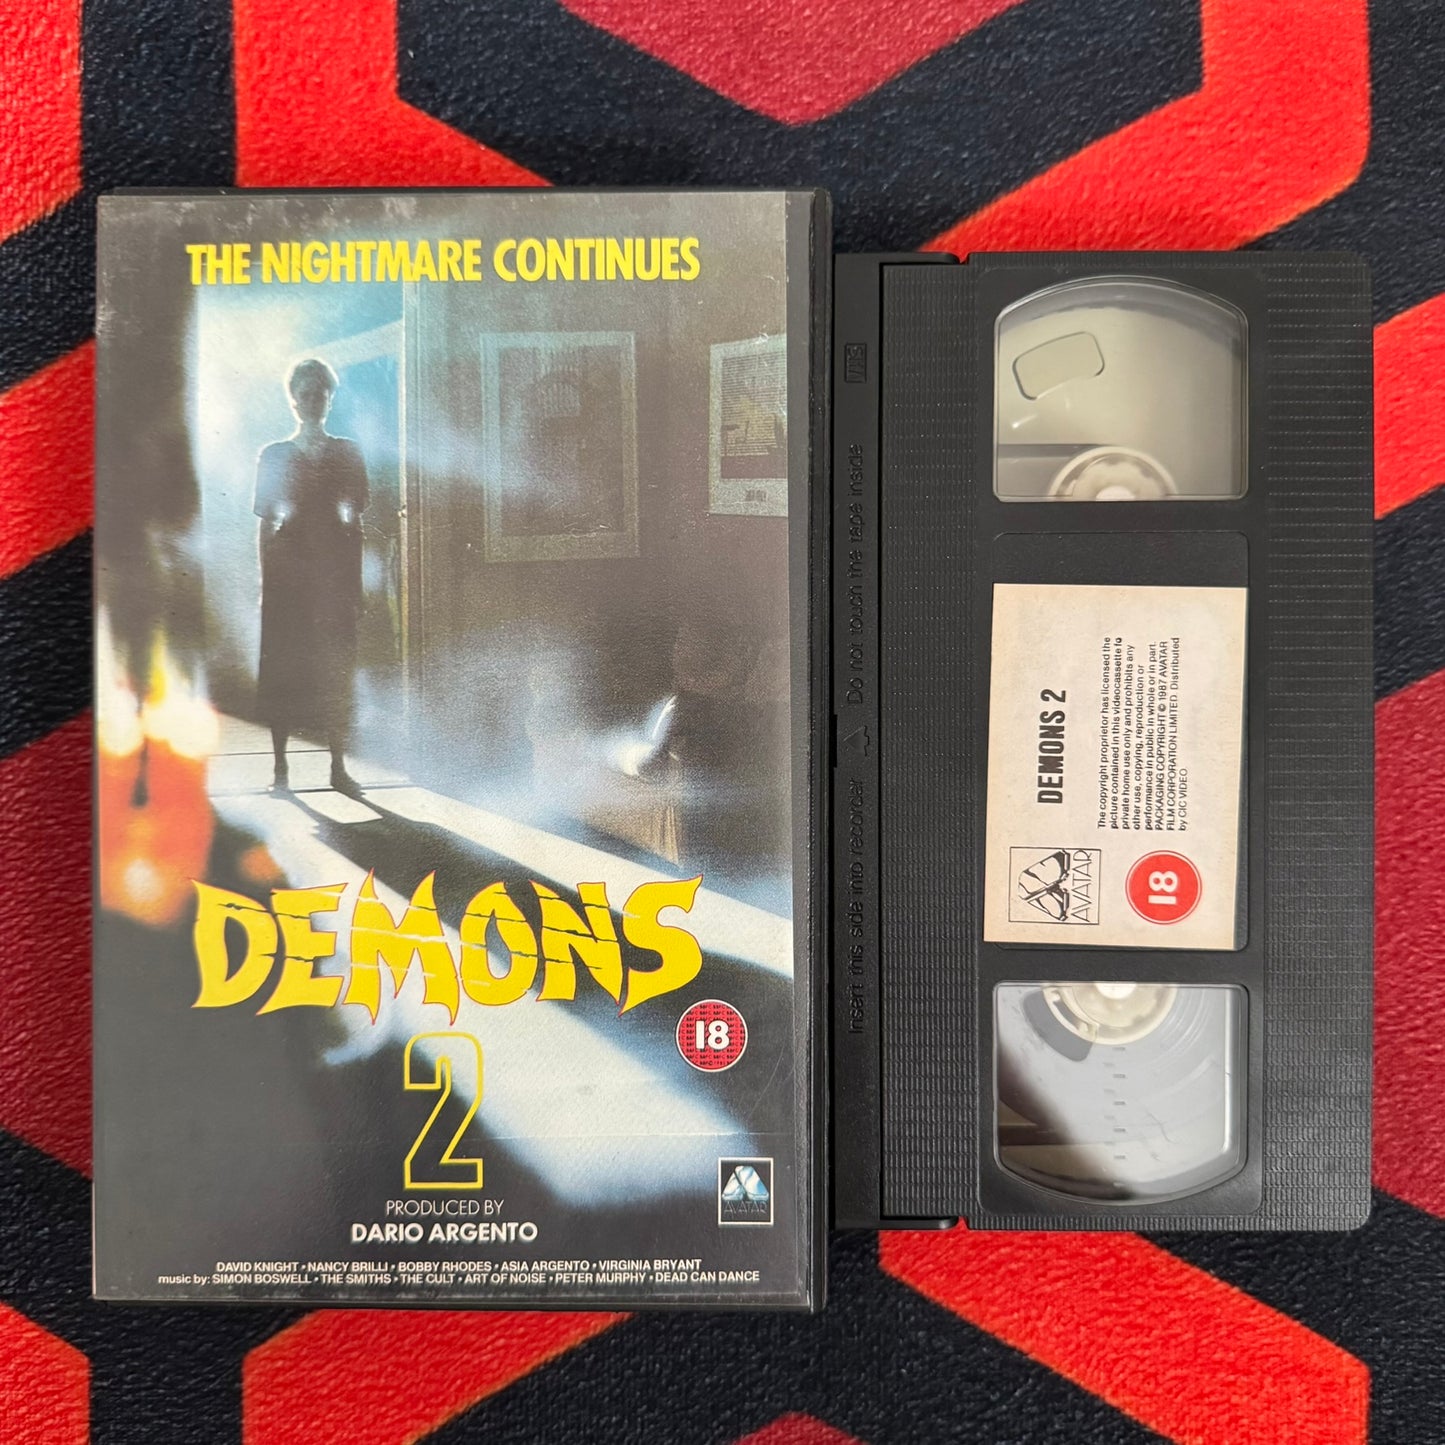 THE NIGHTMARE CONTINUES
DEMONS
2
18
PRODUCED BY
DARIO ARGENTO
AVATAR
DAVID KNIGHT • NANCY BRILLI • BOBBY RHODES • ASIA ARGENTO • VIRGINIA BRYANT
music by: SIMON BOSWELL • THE SMITHS • THE CULT • ART OF NOISE • PETER MURPHY • DEAD CAN DANCE
VHS
Insert this side into recorder
Do not touch the tape inside
DEMONS 2
The copyright proprietor has licensed the
picture contained in this videocassette fo
private home use only and prohibits any
other use, copying, reproduction or
performance in public in whole or in part.
PACKAGING COPYRIGHT © 1987 AVATAR
FILM CORPORATION LIMITED. Distributed
by CIC VIDEO
AVATAR
18